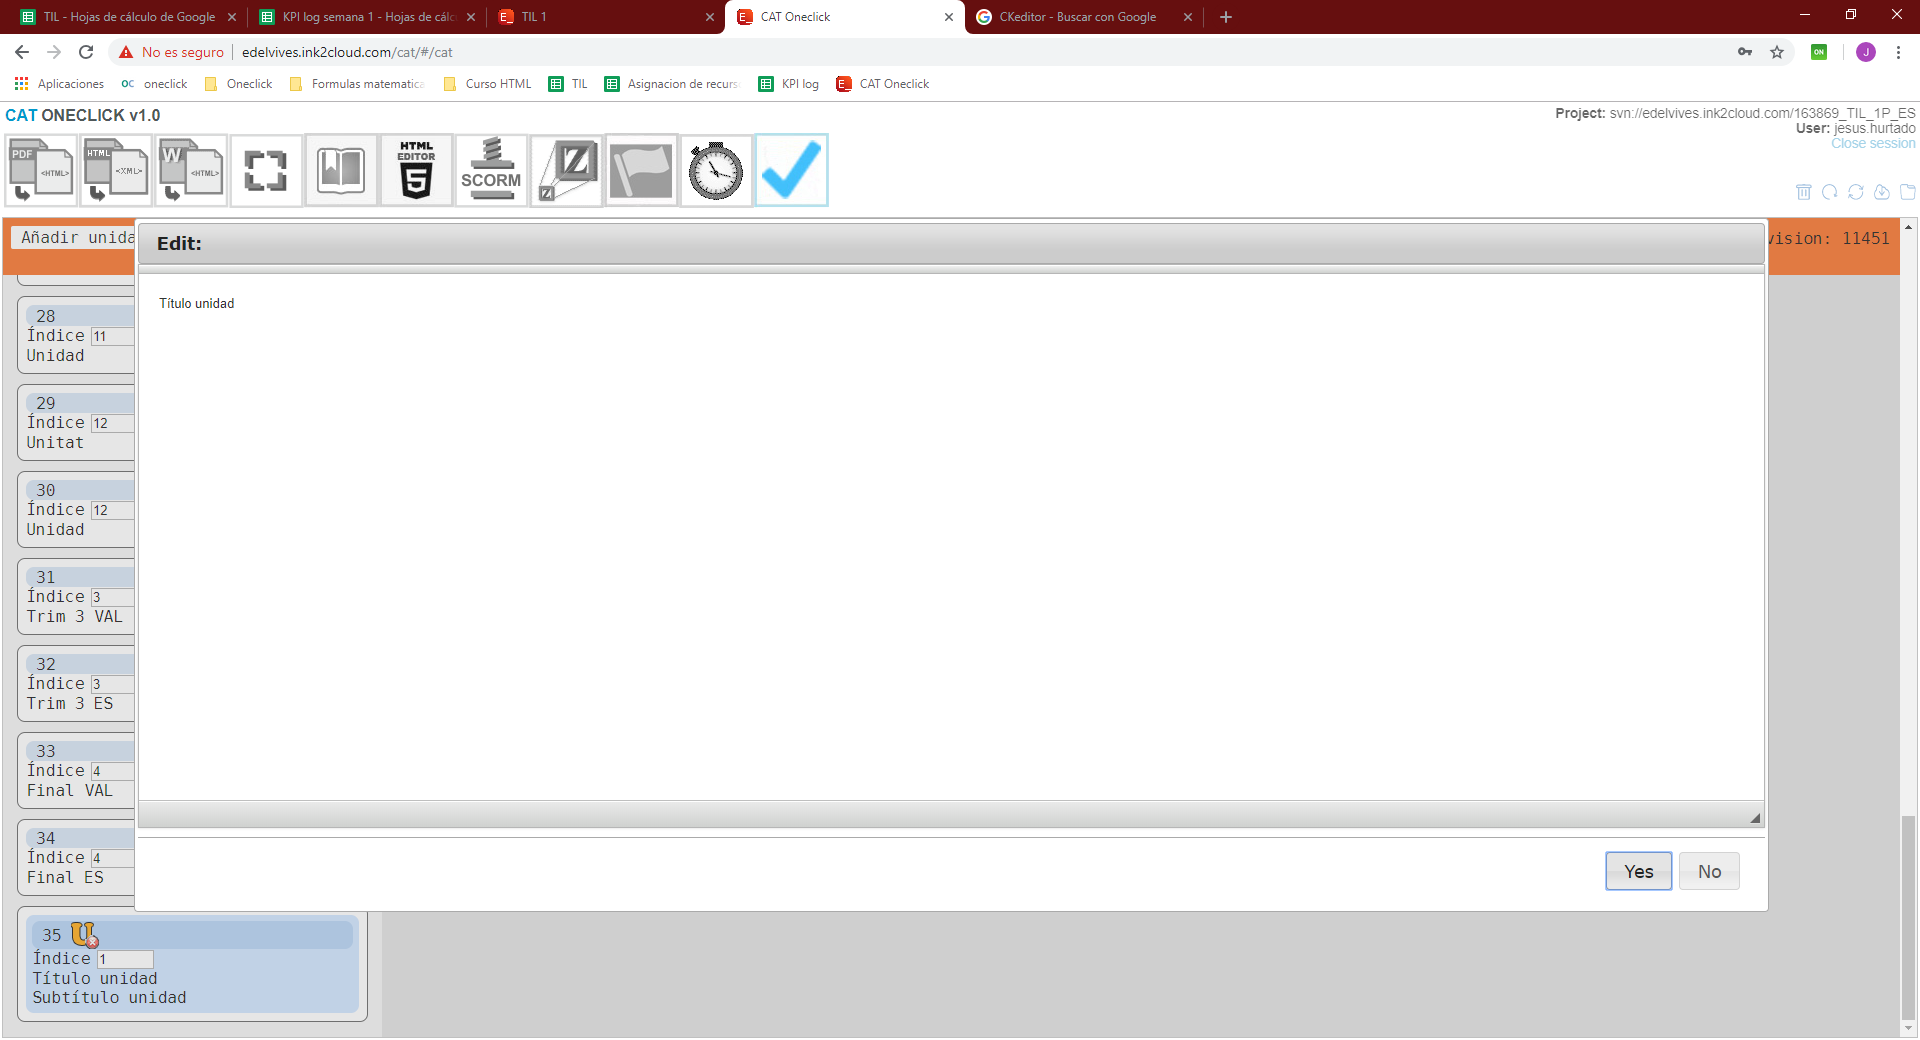 TIL - Hojas de cálculo de Google
KPI log semana 1 - Hojas de cálc
TIL 1
CAT Oneclick
CKeditor - Buscar con Google
No es seguro
edelvives.ink2cloud.com/cat/#/cat
ON
J
Aplicaciones
oc oneclick
Oneclick
Formulas matematica
Curso HTML
TIL
Asignacion de recurs
KPI log
CAT Oneclick
CAT ONECLICK v1.0
Project: svn://edelvives.ink2cloud.com/163869_TIL_1P_ES
User: jesus.hurtado
Close session
PDF <HTML>
HTML <XML>
W <HTML>
HTML EDITOR 5
SCORM
Z Z
Añadir unida
vision: 11451
Edit:
Título unidad
28
Índice 11
Unidad
29
Índice 12
Unitat
30
Índice 12
Unidad
31
Índice 3
Trim 3 VAL
32
Índice 3
Trim 3 ES
33
Índice 4
Final VAL
34
Índice 4
Final ES
Yes
No
35 U
Índice 1
Título unidad
Subtítulo unidad